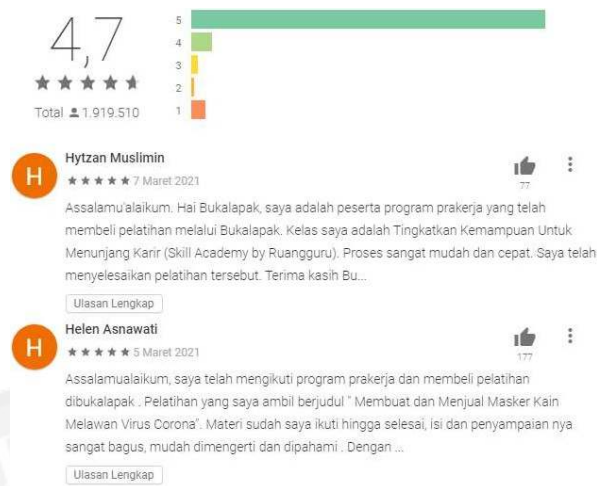 4,7
5
4
3
2
1
Total 1.919.510
H
Hytzan Muslimin
7 Maret 2021
77
Assalamu'alaikum. Hai Bukalapak, saya adalah peserta program prakerja yang telah
membeli pelatihan melalui Bukalapak. Kelas saya adalah Tingkatkan Kemampuan Untuk
Menunjang Karir (Skill Academy by Ruangguru). Proses sangat mudah dan cepat. Saya telah
menyelesaikan pelatihan tersebut. Terima kasih Bu...
Ulasan Lengkap
H
Helen Asnawati
5 Maret 2021
177
Assalamualaikum, saya telah mengikuti program prakerja dan membeli pelatihan
dibukalapak . Pelatihan yang saya ambil berjudul " Membuat dan Menjual Masker Kain
Melawan Virus Corona". Materi sudah saya ikuti hingga selesai, isi dan penyampaian nya
sangat bagus, mudah dimengerti dan dipahami . Dengan ...
Ulasan Lengkap